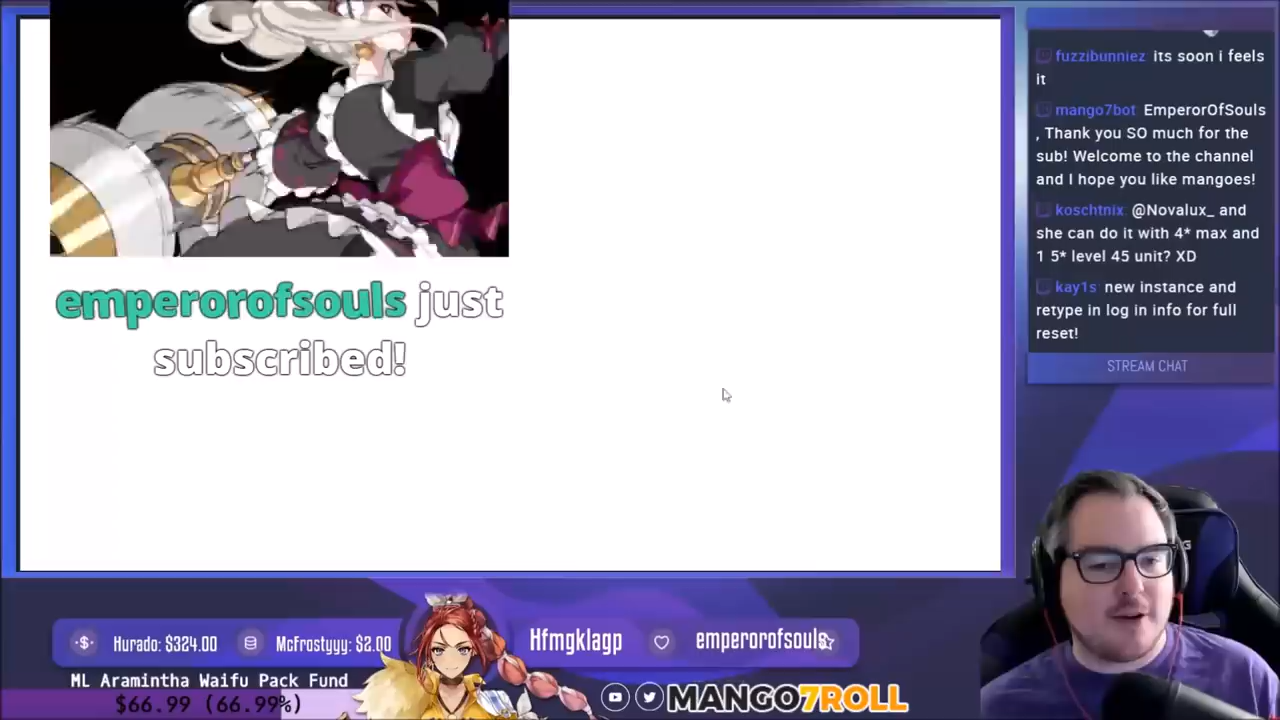 emperorofsouls just
subscribed!
fuzzibunniez its soon i feels
it
mango7bot EmperorOfSouls
, Thank you SO much for the
sub! Welcome to the channel
and I hope you like mangoes!
koschtnix: @Novalux_ and
she can do it with 4* max and
1 5* level 45 unit? XD
kay1s: new instance and
retype in log in info for full
reset!
STREAM CHAT
Hurado: $324.00
McFrostyyy: $2.00
Hfmgklagp
emperorofsouls
ML Aramintha Waifu Pack Fund
$66.99 (66.99%)
MANGO7ROLL